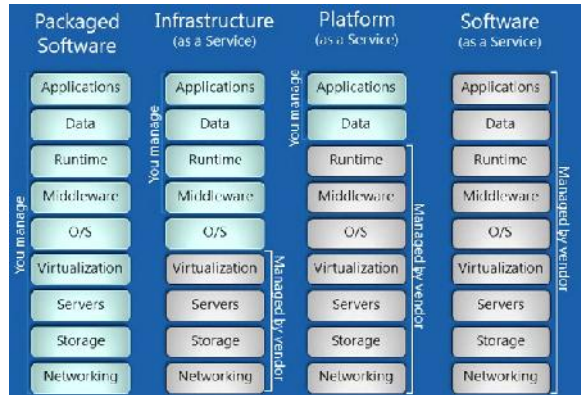 Packaged
Software
You manage
Applications
Data
Runtime
Middleware
O/S
Virtualization
Servers
Storage
Networking
Infrastructure
(as a Service)
You manage
Applications
Data
Runtime
Middleware
O/S
Virtualization
Servers
Storage
Networking
Managed by vendor
Platform
(as a Service)
You manage
Applications
Data
Runtime
Middleware
O/S
Virtualization
Servers
Storage
Networking
Managed by vendor
Software
(as a Service)
Applications
Data
Runtime
Middleware
O/S
Virtualization
Servers
Storage
Networking
Managed by vendor